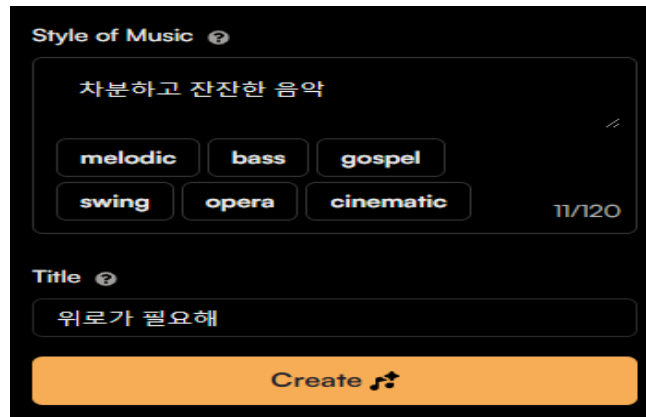 Style of Music
차분하고 잔잔한 음악
melodic bass gospel
swing opera cinematic
11/120
Title
위로가 필요해
Create